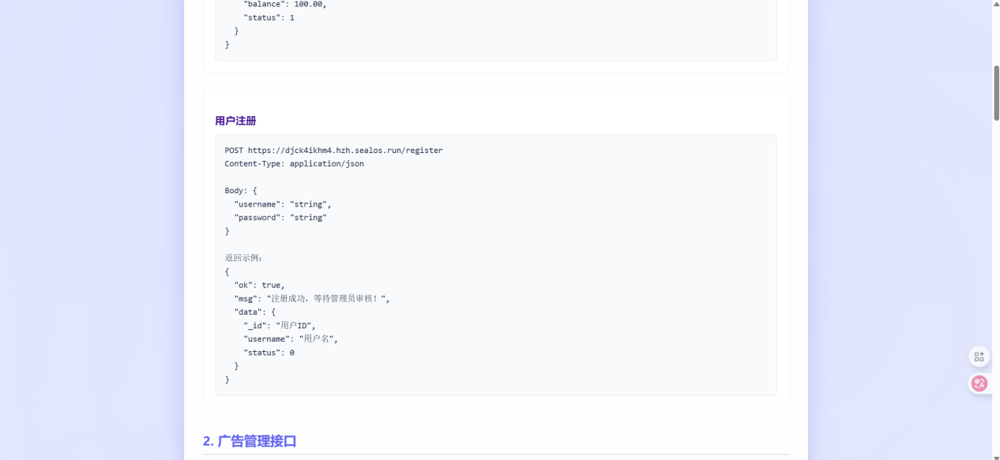 "balance": 100.00,
"status": 1
}
}
用户注册
POST https://djck4ikhm4.hzh.sealos.run/register
Content-Type: application/json
Body: {
"username": "string",
"password": "string"
}
返回示例:
{
"ok": true,
"msg": "注册成功，等待管理员审核！",
"data": {
"_id": "用户ID",
"username": "用户名",
"status": 0
}
}
2. 广告管理接口